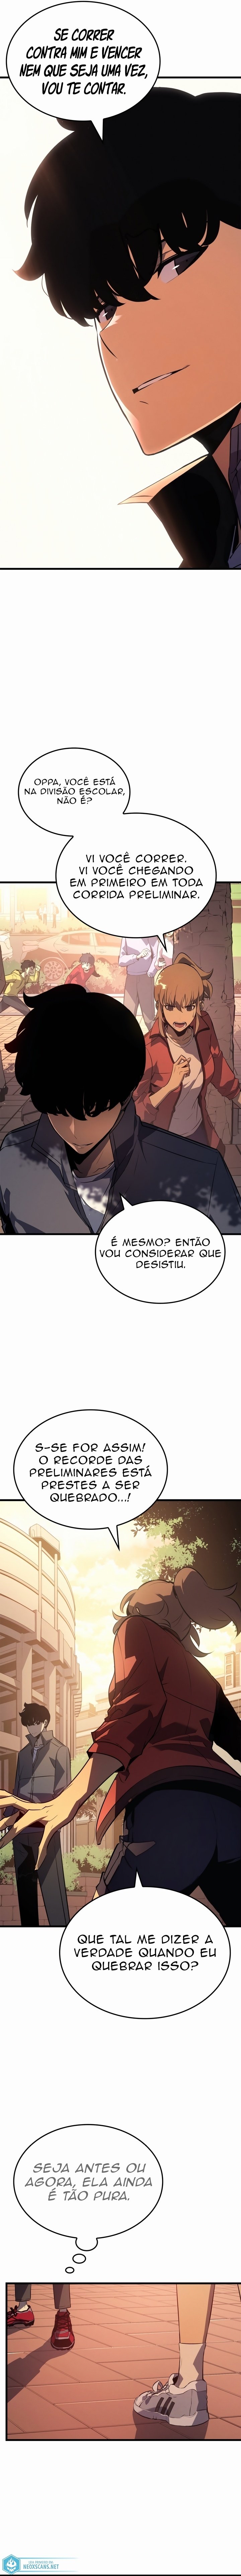 SE CORRER
CONTRA MIM E VENCER
NEM QUE SEJA UMA VEZ,
VOU TE CONTAR.
OPPA, VOCÊ ESTÁ
NA DIVISÃO ESCOLAR,
NÃO É?
VI VOCÊ CORRER.
VI VOCÊ CHEGANDO
EM PRIMEIRO EM TODA
CORRIDA PRELIMINAR.
É MESMO? ENTÃO
VOU CONSIDERAR QUE
DESISTIU.
S-SE FOR ASSIM!
O RECORDE DAS
PRELIMINARES ESTÁ
PRESTES A SER
QUEBRADO...!
QUE TAL ME DIZER A
VERDADE QUANDO EU
QUEBRAR ISSO?
SEJA ANTES OU
AGORA, ELA AINDA
É TÃO PURA.
NEOXSCANS.NET